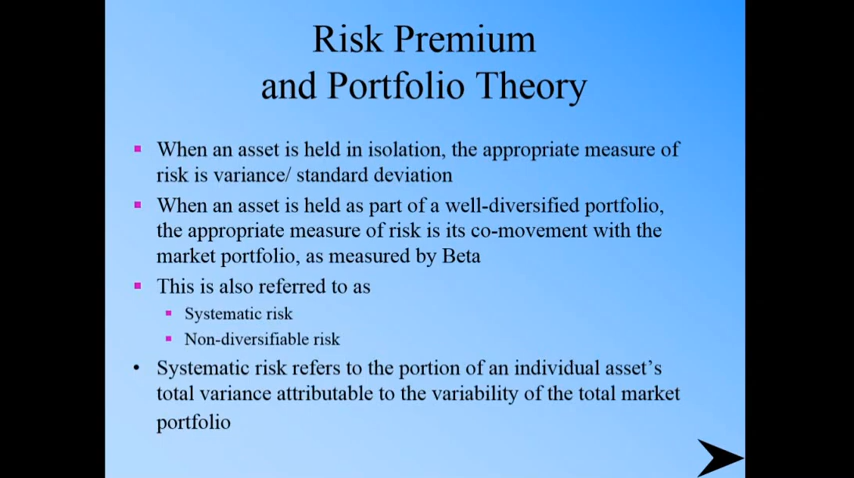 Risk Premium
and Portfolio Theory
When an asset is held in isolation, the appropriate measure of
risk is variance/ standard deviation
When an asset is held as part of a well-diversified portfolio,
the appropriate measure of risk is its co-movement with the
market portfolio, as measured by Beta
This is also referred to as
Systematic risk
Non-diversifiable risk
Systematic risk refers to the portion of an individual asset's
total variance attributable to the variability of the total market
portfolio